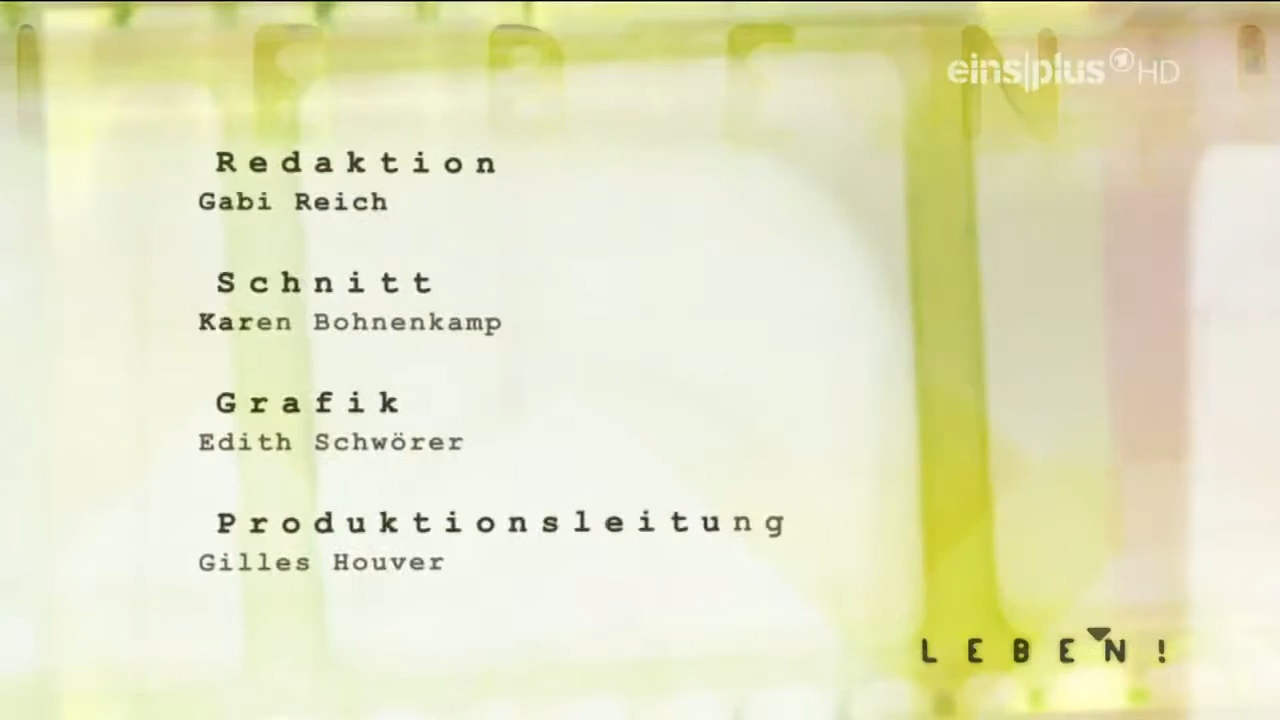 eins|plus HD
Redaktion
Gabi Reich
Schnitt
Karen Bohnenkamp
Grafik
Edith Schwörer
Produktionsleitung
Gilles Houver
LEBEN!